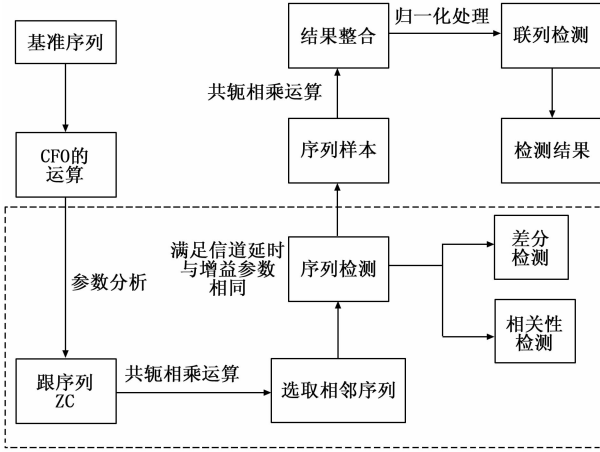 基准序列
CFO的
运算
参数分析
跟序列
ZC
共轭相乘运算
选取相邻序列
满足信道延时
与增益参数
相同
序列检测
差分
检测
相关性
检测
序列样本
共轭相乘运算
结果整合
归一化处理
联列检测
检测结果